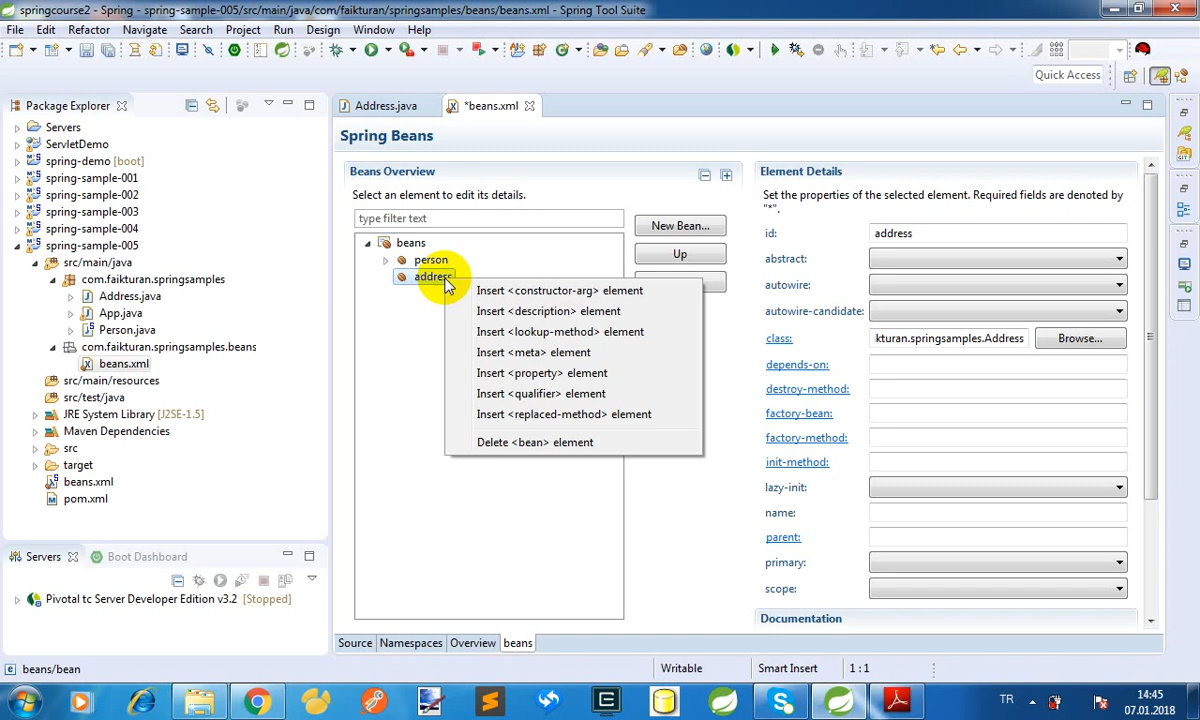 springcourse2 - Spring - spring-sample-005/src/main/java/com/faikturan/springsamples/beans/beans.xml - Spring Tool Suite
File Edit Refactor Navigate Search Project Run Design Window Help
Quick Access
Package Explorer
Servers
ServletDemo
spring-demo [boot]
spring-sample-001
spring-sample-002
spring-sample-003
spring-sample-004
spring-sample-005
src/main/java
com.faikturan.springsamples
Address.java
App.java
Person.java
com.faikturan.springsamples.beans
beans.xml
src/main/resources
src/test/java
JRE System Library [J2SE-1.5]
Maven Dependencies
src
target
beans.xml
pom.xml
Servers
Boot Dashboard
Pivotal tc Server Developer Edition v3.2 [Stopped]
Address.java
*beans.xml
Spring Beans
Beans Overview
Select an element to edit its details.
type filter text
beans
person
address
New Bean...
Up
Insert <constructor-arg> element
Insert <description> element
Insert <lookup-method> element
Insert <meta> element
Insert <property> element
Insert <qualifier> element
Insert <replaced-method> element
Delete <bean> element
Element Details
Set the properties of the selected element. Required fields are denoted by
"*".
id: address
abstract:
autowire:
autowire-candidate:
class: kturan.springsamples.Address Browse...
depends-on:
destroy-method:
factory-bean:
factory-method:
init-method:
lazy-init:
name:
parent:
primary:
scope:
Documentation
Source Namespaces Overview beans
beans/bean
Writable
Smart Insert
1 : 1
TR
14:45
07.01.2018